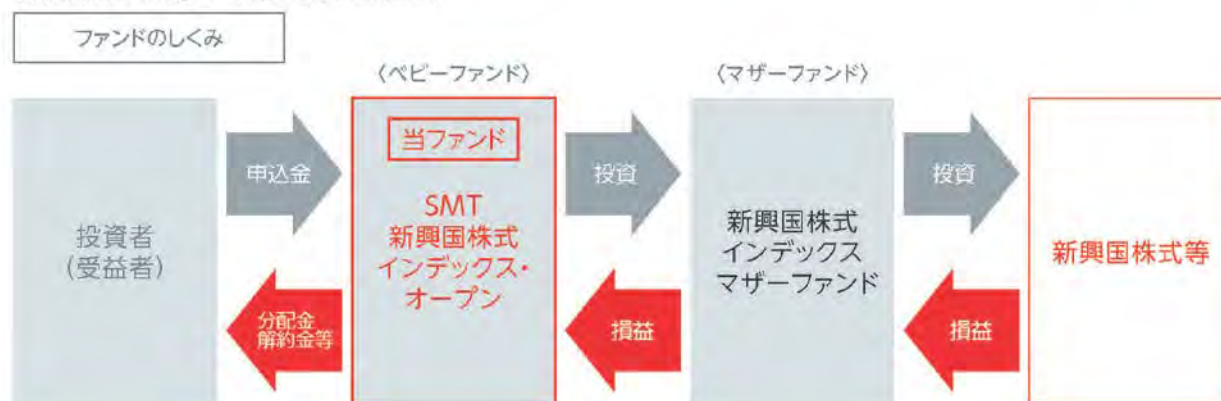 ファンドのしくみ
〈ベビーファンド〉
〈マザーファンド〉
投資者
(受益者)
申込金
分配金
解約金等
当ファンド
SMT
新興国株式
インデックス・
オープン
投資
損益
新興国株式
インデックス
マザーファンド
投資
損益
新興国株式等